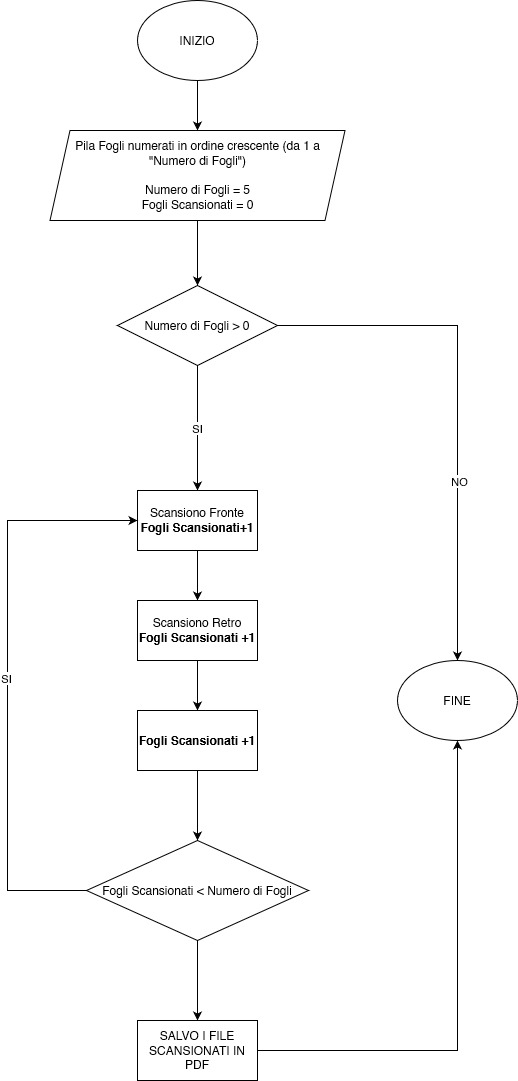 INIZIO
Pila Fogli numerati in ordine crescente (da 1 a
"Numero di Fogli")
Numero di Fogli = 5
Fogli Scansionati = 0
Numero di Fogli > 0
SI
NO
Scansiono Fronte
Fogli Scansionati+1
Scansiono Retro
Fogli Scansionati +1
SI
FINE
Fogli Scansionati +1
Fogli Scansionati < Numero di Fogli
SALVO I FILE
SCANSIONATI IN
PDF